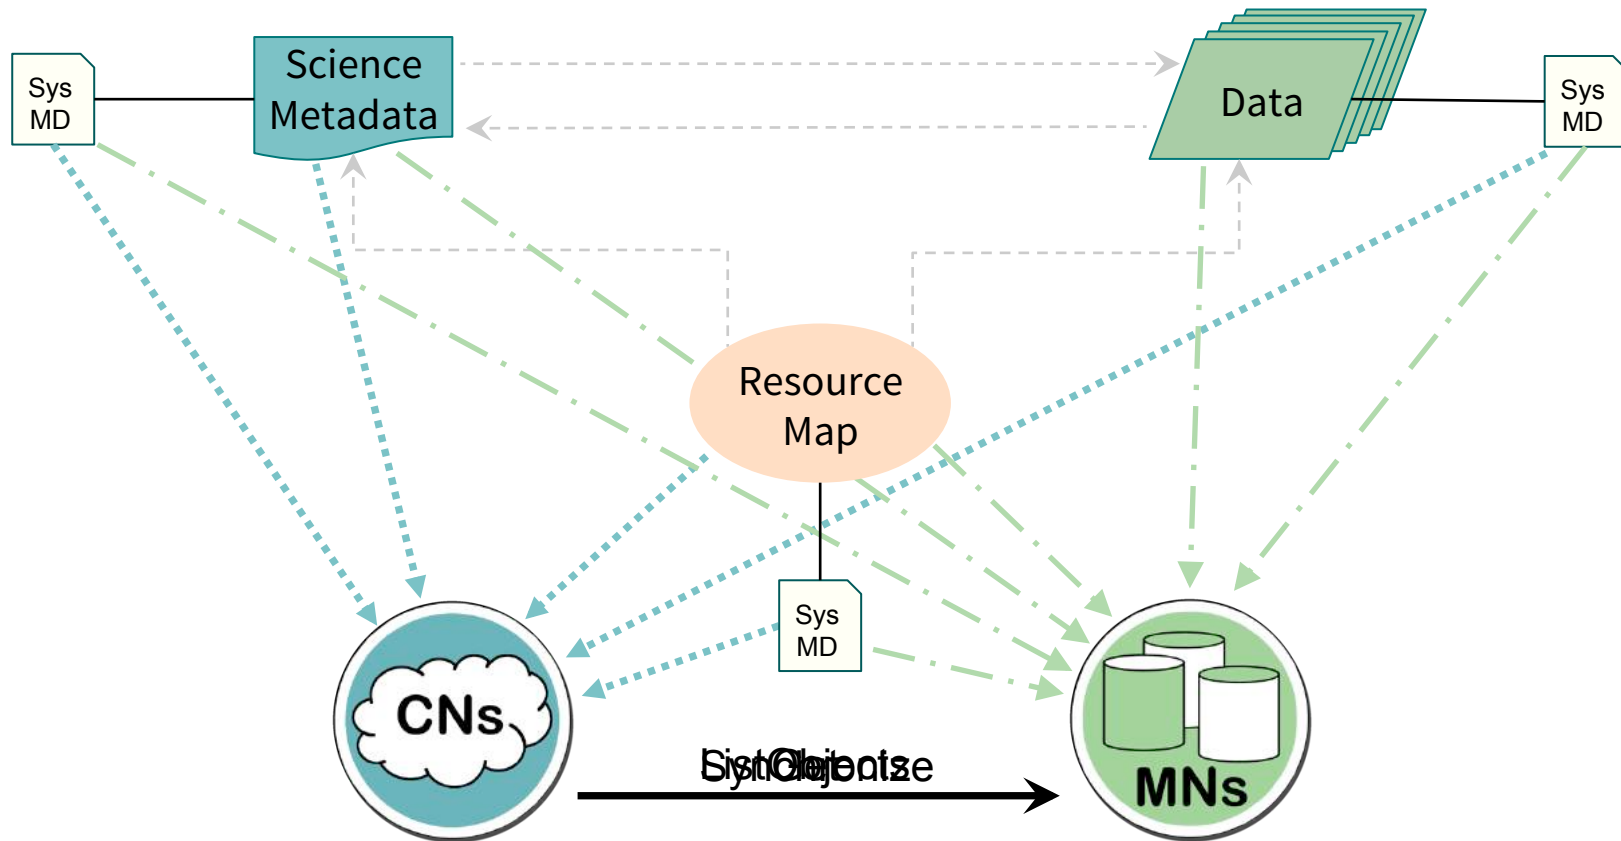 Sys
MD
Science
Metadata
Data
Sys
MD
Resource
Map
Sys
MD
CNs
MNs